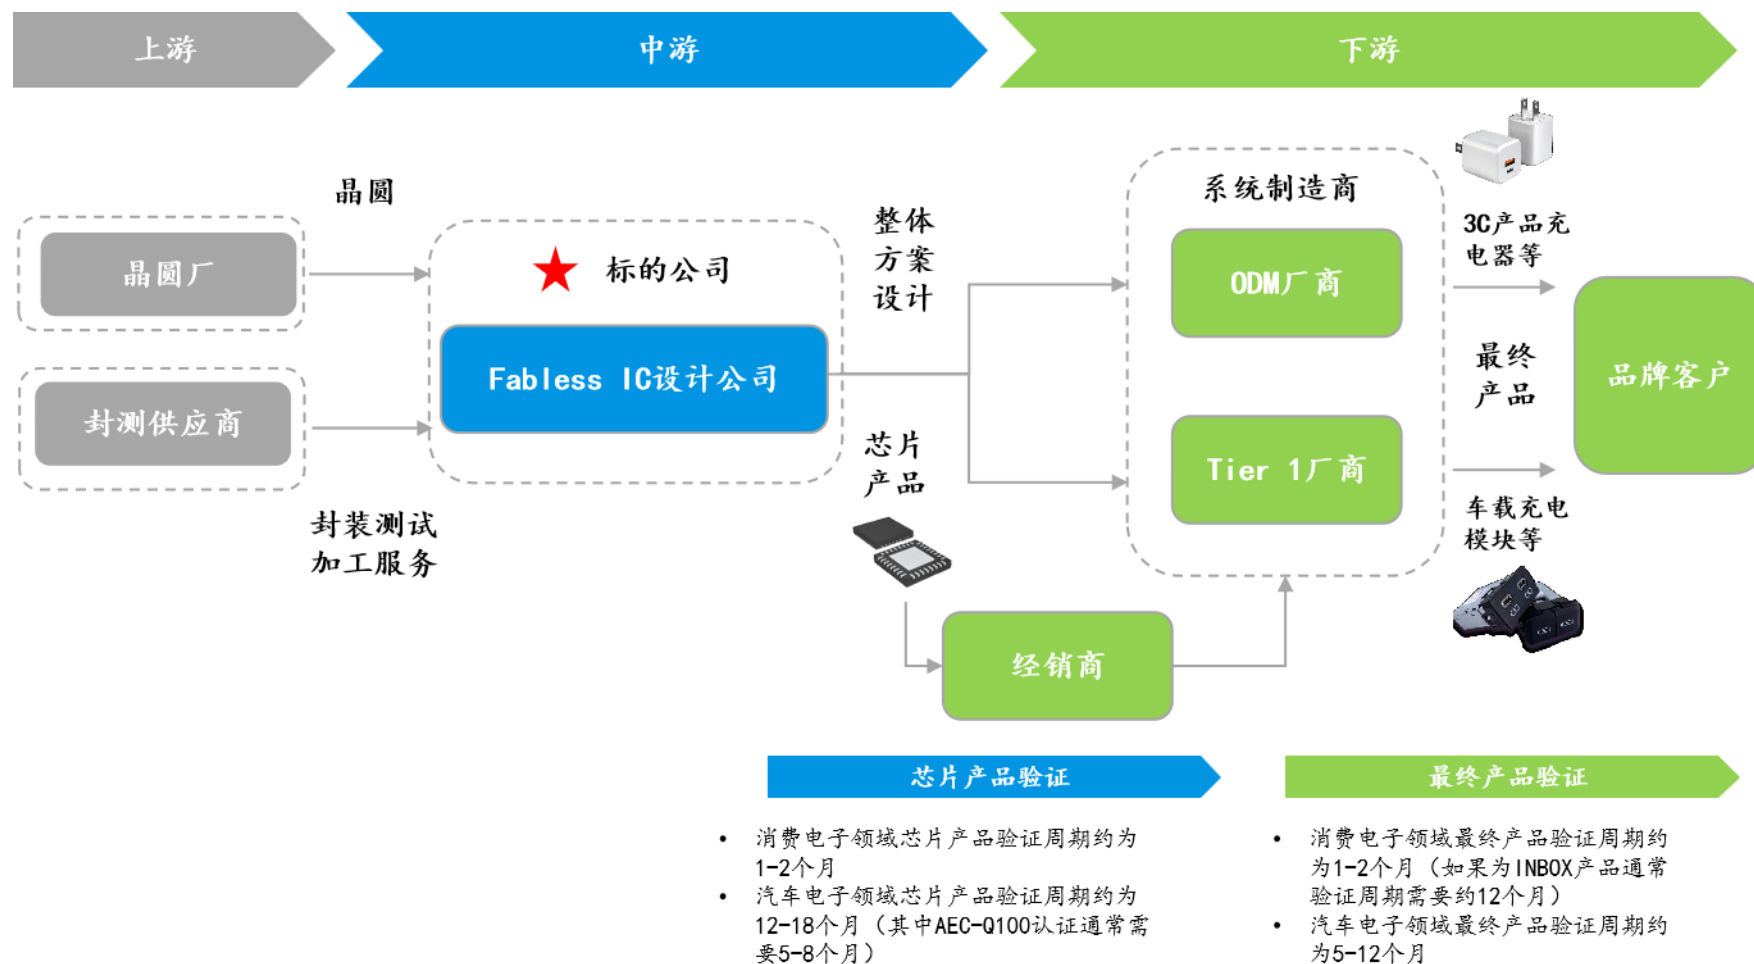 上游
中游
下游
晶圆
晶圆厂
封测供应商
封装测试
加工服务
标的公司
Fabless IC设计公司
整体
方案
设计
芯片
产品
经销商
系统制造商
ODM厂商
Tier 1厂商
3C产品充
电器等
最终
产品
车载充电
模块等
品牌客户
芯片产品验证
• 消费电子领域芯片产品验证周期约为
1-2个月
• 汽车电子领域芯片产品验证周期约为
12-18个月（其中AEC-Q100认证通常需
要5-8个月）
最终产品验证
• 消费电子领域最终产品验证周期约
为1-2个月（如果为INBOX产品通常
验证周期需要约12个月）
• 汽车电子领域最终产品验证周期约
为5-12个月